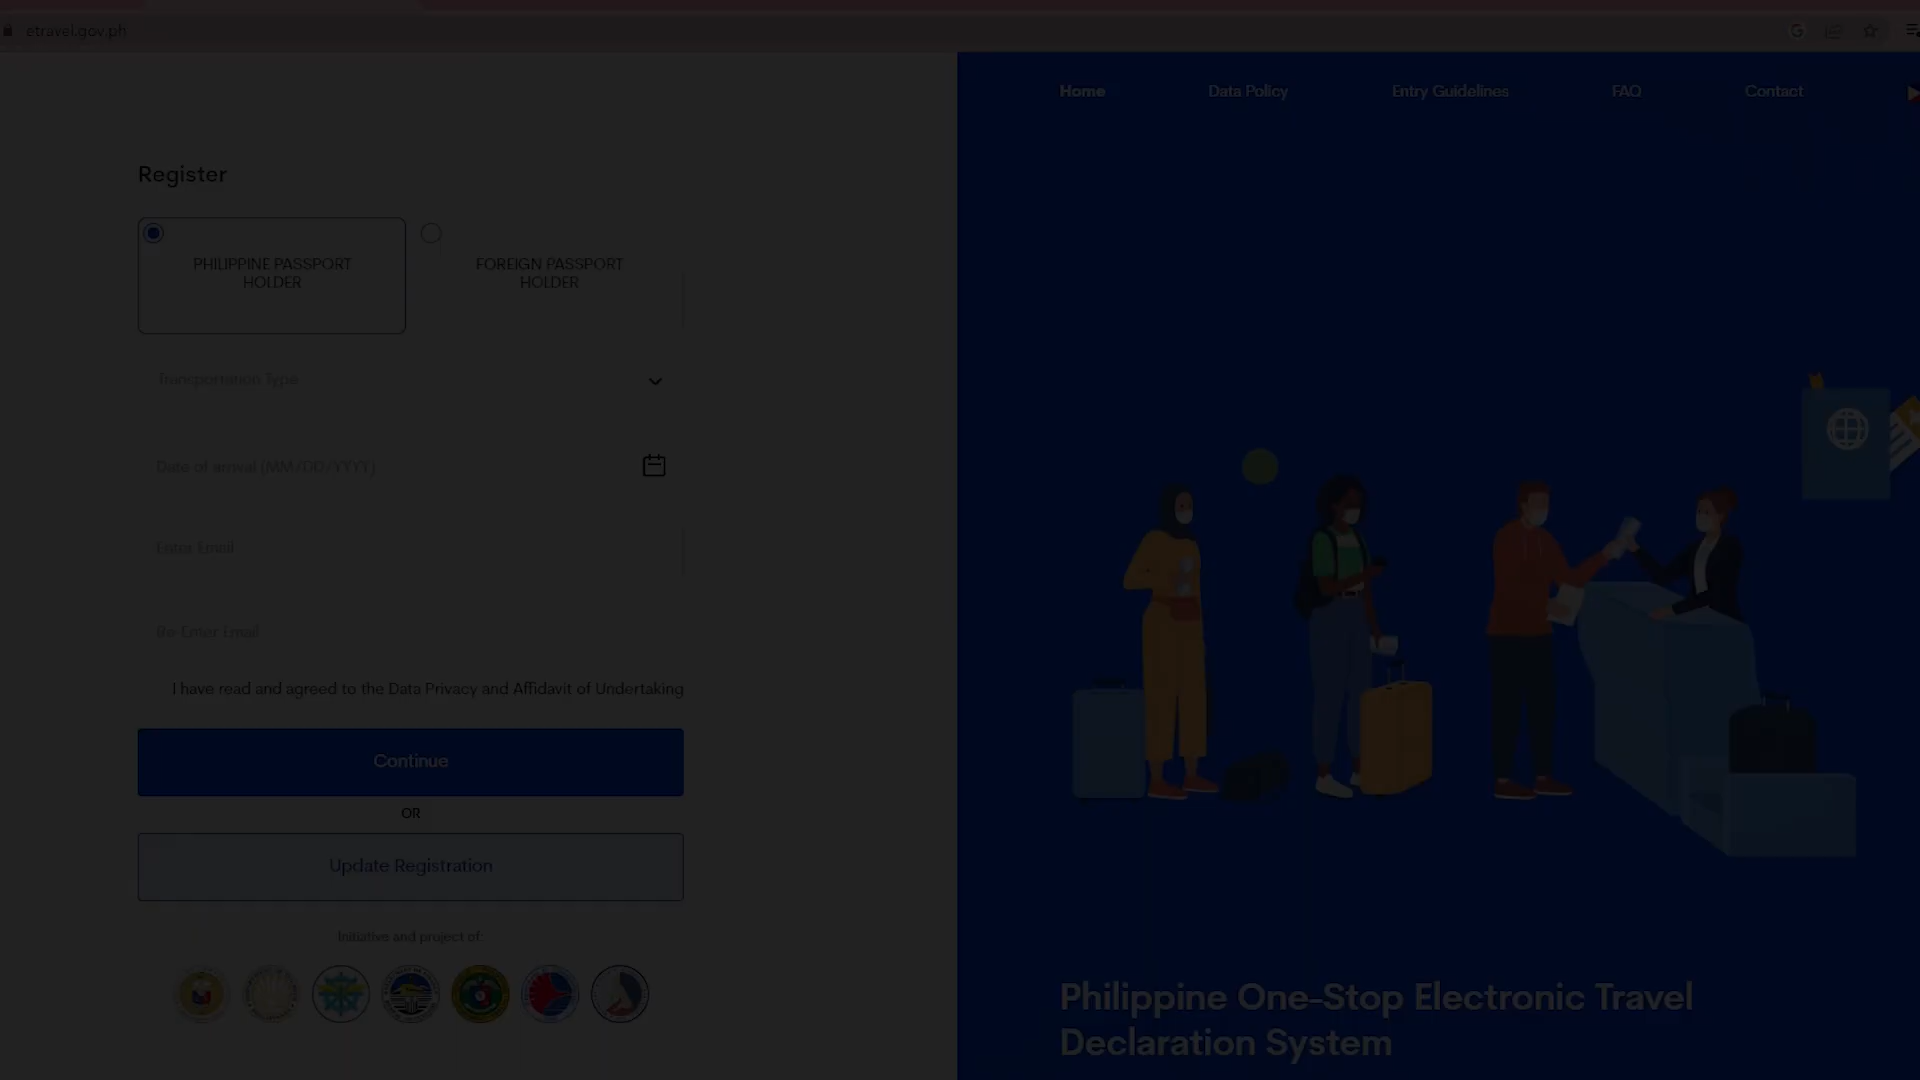 etravel.gov.ph
Home
Data Policy
Entry Guidelines
FAQ
Contact
Register
PHILIPPINE PASSPORT
HOLDER
FOREIGN PASSPORT
HOLDER
Transportation Type
Date of arrival (MM/DD/YYYY)
Enter Email
Re-Enter Email
I have read and agreed to the Data Privacy and Affidavit of Undertaking
Continue
OR
Update Registration
Initiative and project of:
Philippine One-Stop Electronic Travel
Declaration System